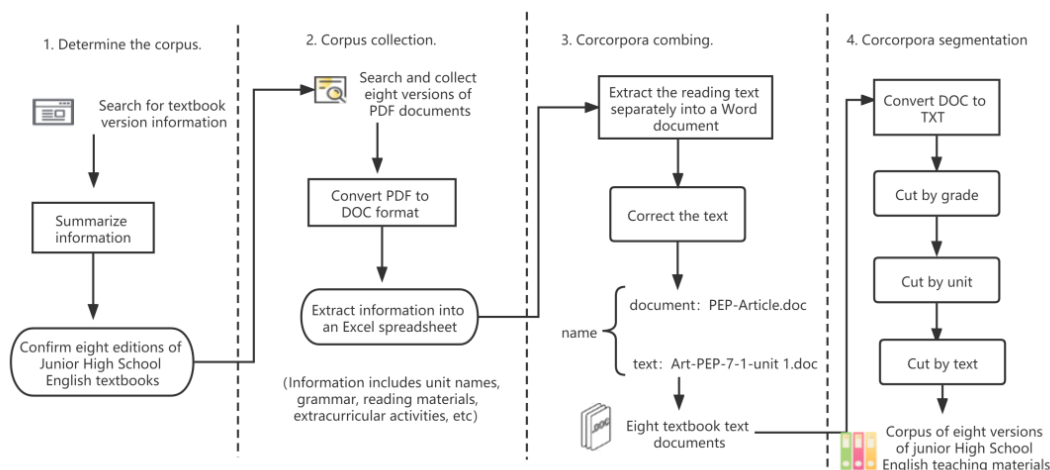 1. Determine the corpus.
Search for textbook
version information
Summarize
information
Confirm eight editions of
Junior High School
English textbooks
2. Corpus collection.
Search and collect
eight versions of
PDF documents
Convert PDF to
DOC format
Extract information into
an Excel spreadsheet
(Information includes unit names,
grammar, reading materials,
extracurricular activities, etc)
3. Corcorpora combing.
Extract the reading text
separately into a Word
document
Correct the text
name
document: PEP-Article.doc
text: Art-PEP-7-1-unit 1.doc
.DOC
Eight textbook text
documents
4. Corcorpora segmentation
Convert DOC to
TXT
Cut by grade
Cut by unit
Cut by text
Corpus of eight versions
of junior High School
English teaching materials